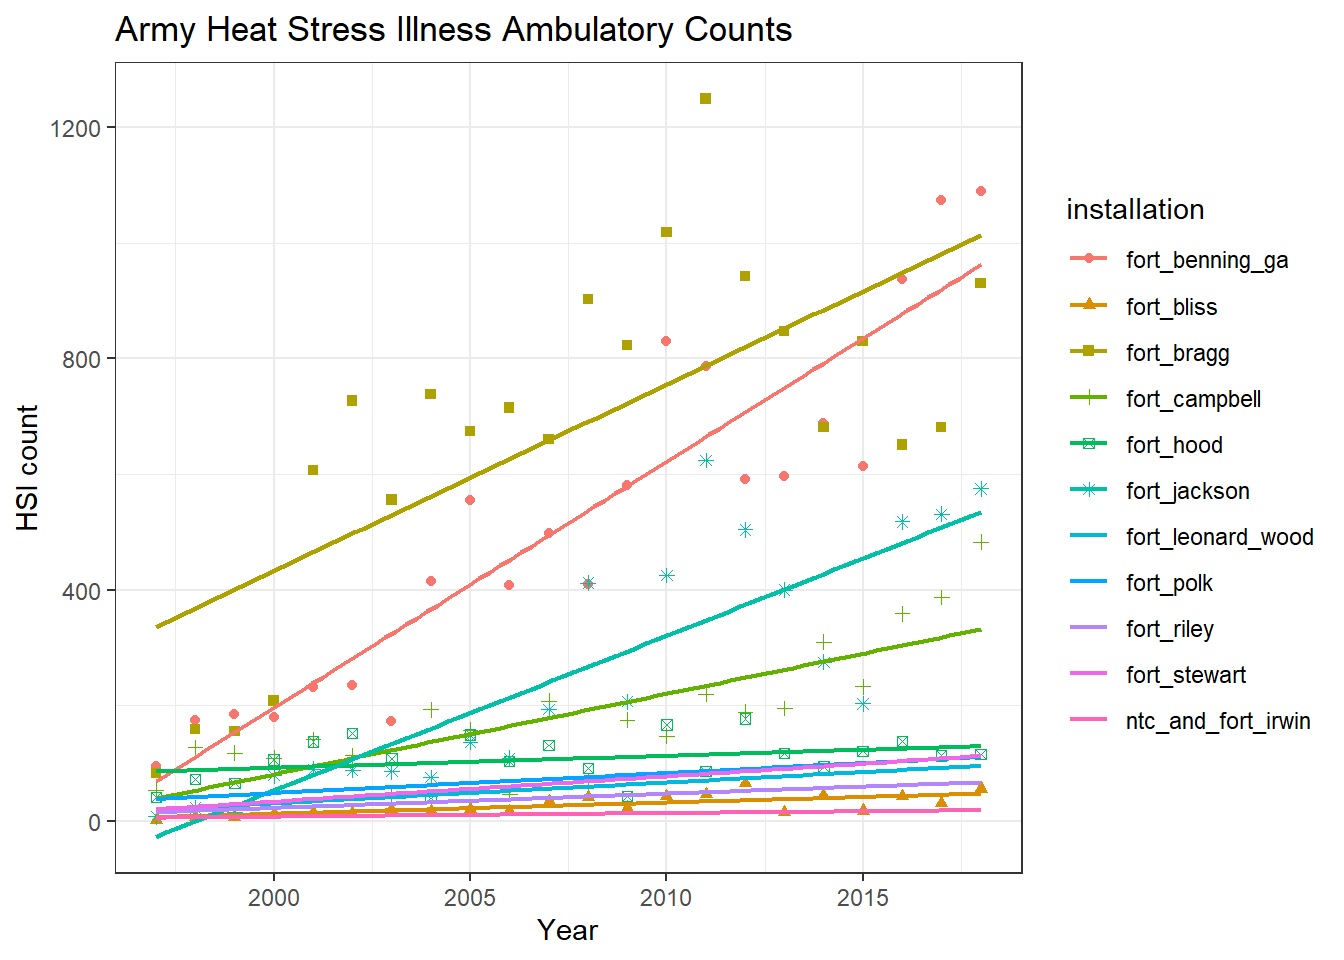 Army Heat Stress Illness Ambulatory Counts
1200
800
400
0
HSI count
2000 2005 2010 2015
Year
installation
fort_benning_ga
fort_bliss
fort_bragg
fort_campbell
fort_hood
fort_jackson
fort_leonard_wood
fort_polk
fort_riley
fort_stewart
ntc_and_fort_irwin